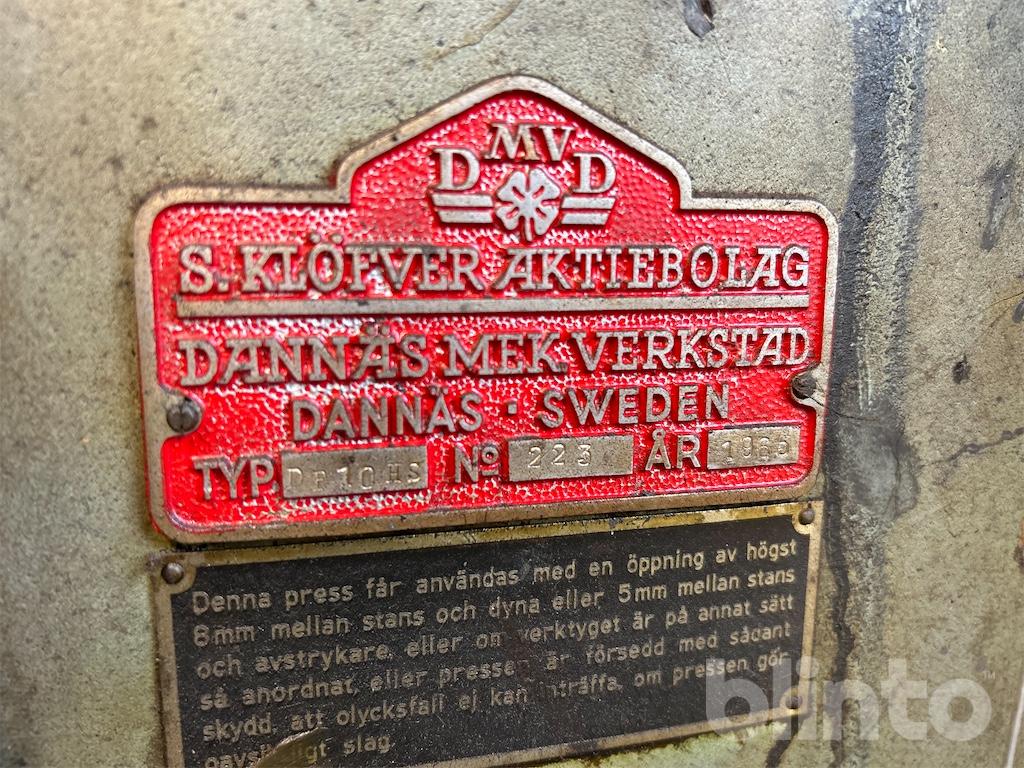 MV
D D
S. KLÖFVER AKTIEBOLAG
DANNÄS MEK. VERKSTAD
DANNÄS · SWEDEN
TYP 10HS Nº 223 ÅR
Denna press får användas med en öppning av högst
8mm mellan stans och dyna eller 5mm mellan stans
och avstrykare, eller om verktyget är på annat sätt
så anordnat, eller pressen är försedd med sådant
skydd, att olycksfall ej kan inträffa, om pressen gör
slag.
blinto™